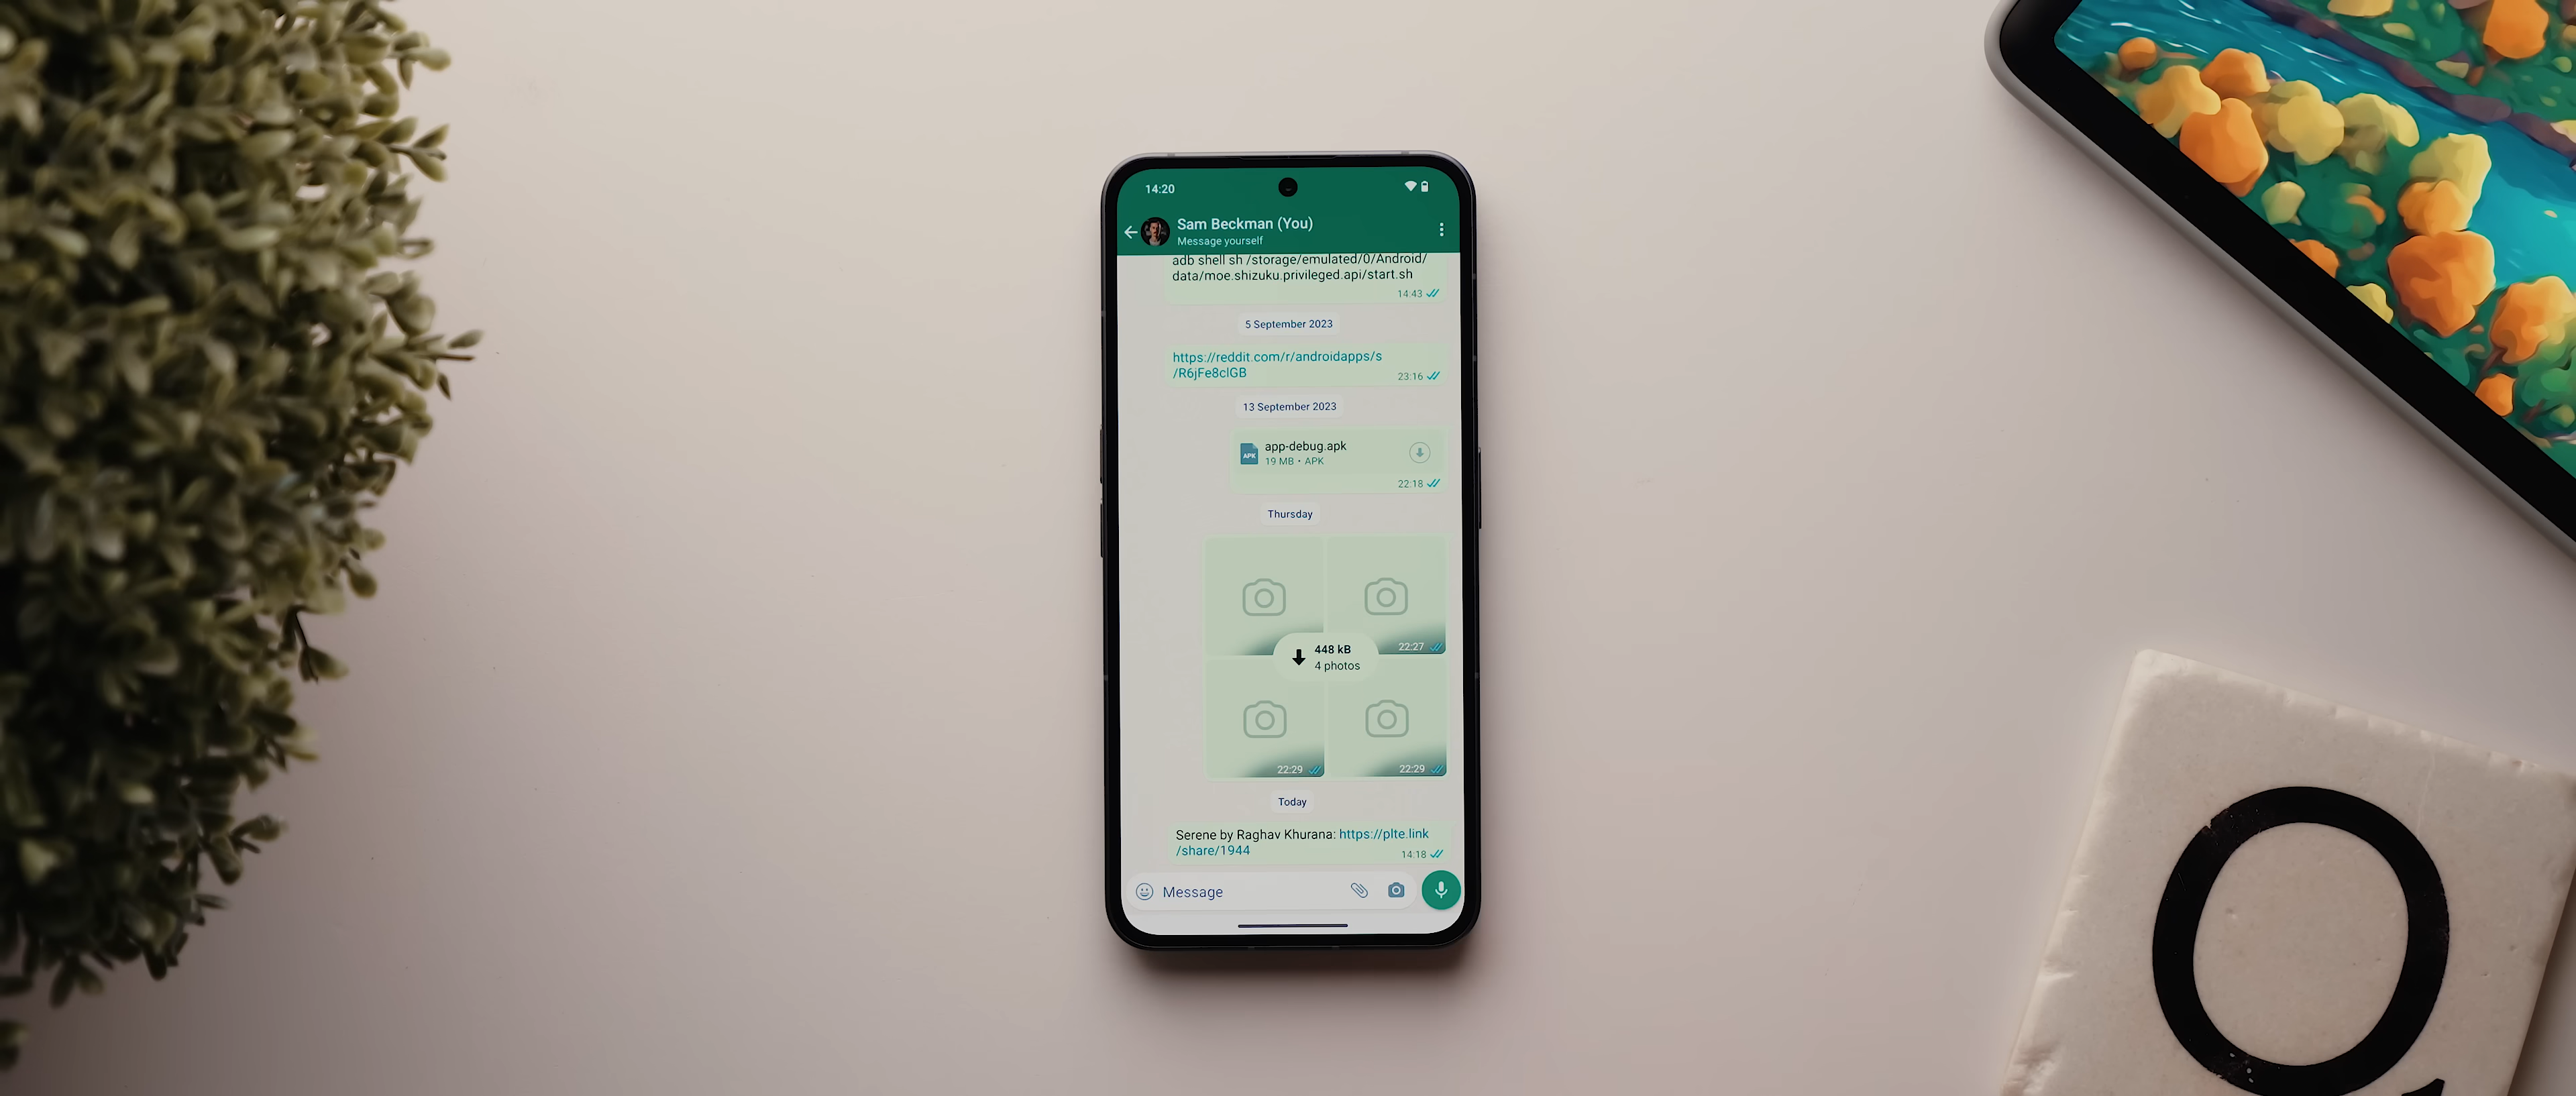 14:20
Sam Beckman (You)
Message yourself
adb shell sh /storage/emulated/0/Android/
data/moe.shizuku.privileged.api/start.sh
14:43
5 September 2023
https://reddit.com/r/androidapps/s
/R6jFe8clGB
23:16
13 September 2023
APK
app-debug.apk
19 MB • APK
22:18
Thursday
22:27
448 kB
4 photos
22:29
22:29
Today
Serene by Raghav Khurana: https://plte.link
/share/1944
14:18
Message
Q